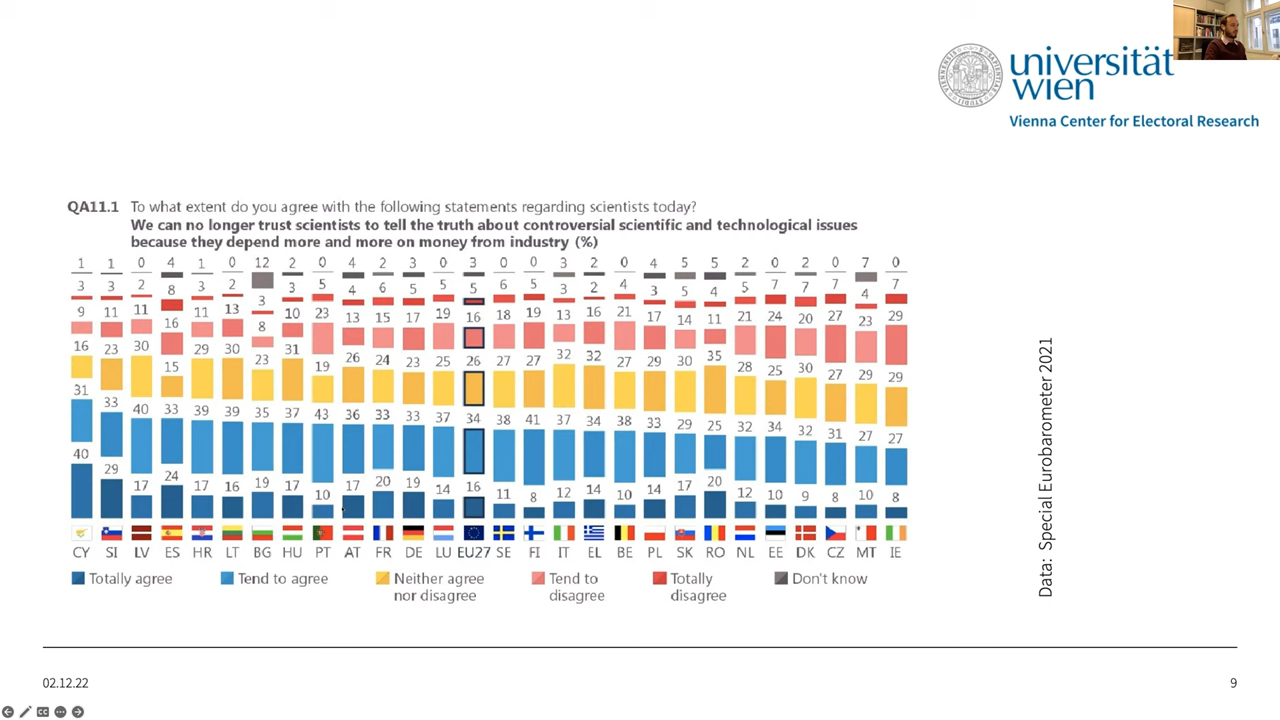 universität
wien
Vienna Center for Electoral Research
QA11.1 To what extent do you agree with the following statements regarding scientists today?
We can no longer trust scientists to tell the truth about controversial scientific and technological issues
because they depend more and more on money from industry (%)
1 1 0 4 1 0 12 2 0 4 2 3 0 3 0 0 3 2 0 4 5 5 2 0 2 0 7 0
3 3 2 8 3 2 3 3 5 4 6 5 5 5 6 5 3 2 4 3 5 4 5 7 7 7 4 7
9 11 11 16 11 13 8 10 23 13 15 17 19 16 18 19 13 16 21 17 14 11 21 24 20 27 23 29
16 23 30 15 29 30 23 31 19 26 24 23 25 26 27 27 32 32 27 29 30 35 28 25 30 27 29 29
31 33 40 33 39 39 35 37 43 36 33 33 37 34 38 41 37 34 38 33 29 25 32 34 32 31 27 27
40 29 17 24 17 16 19 17 10 17 20 19 14 16 11 8 12 14 10 14 17 20 12 10 9 8 10 8
CY SI LV ES HR LT BG HU PT AT FR DE LU EU27 SE FI IT EL BE PL SK RO NL EE DK CZ MT IE
Totally agree
Tend to agree
Neither agree
nor disagree
Tend to
disagree
Totally
disagree
Don't know
Data: Special Eurobarometer 2021
02.12.22
9